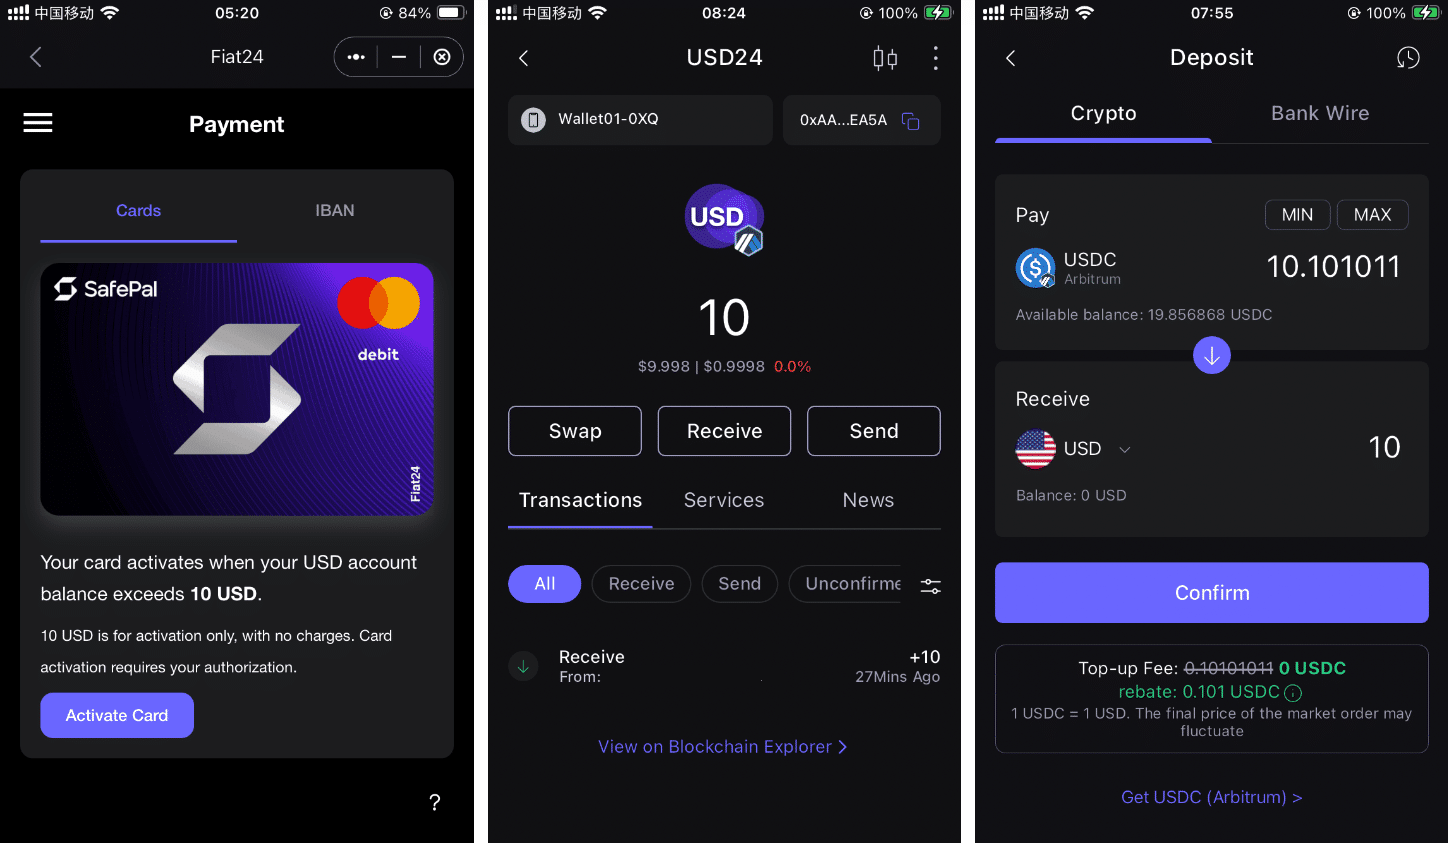 中国移动
05:20
84%
Fiat24
Payment
Cards
IBAN
SafePal
debit
Fiat24
Your card activates when your USD account
balance exceeds 10 USD.
10 USD is for activation only, with no charges. Card
activation requires your authorization.
Activate Card
?
中国移动
08:24
100%
USD24
Wallet01-0XQ
0xAA...EA5A
USD
10
$9.998 | $0.9998 0.0%
Swap
Receive
Send
Transactions
Services
News
All
Receive
Send
Unconfirme
Receive
+10
From:
27Mins Ago
View on Blockchain Explorer >
中国移动
07:55
100%
Deposit
Crypto
Bank Wire
Pay
MIN
MAX
USDC
Arbitrum
10.101011
Available balance: 19.856868 USDC
Receive
USD
10
Balance: 0 USD
Confirm
Top-up Fee: 0.10101011 0 USDC
rebate: 0.101 USDC
1 USDC = 1 USD. The final price of the market order may
fluctuate
Get USDC (Arbitrum) >